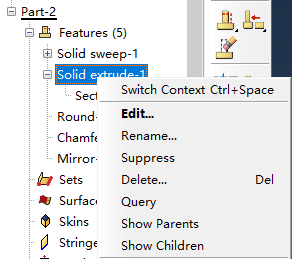 Part-2
Features (5)
Solid sweep-1
Solid extrude-1
Sect
Switch Context Ctrl+Space
Edit...
Round-
Rename...
Chamfe
Suppress
Mirror-
Delete... Del
Sets
Query
Surfac
Show Parents
Skins
Show Children
Stringe